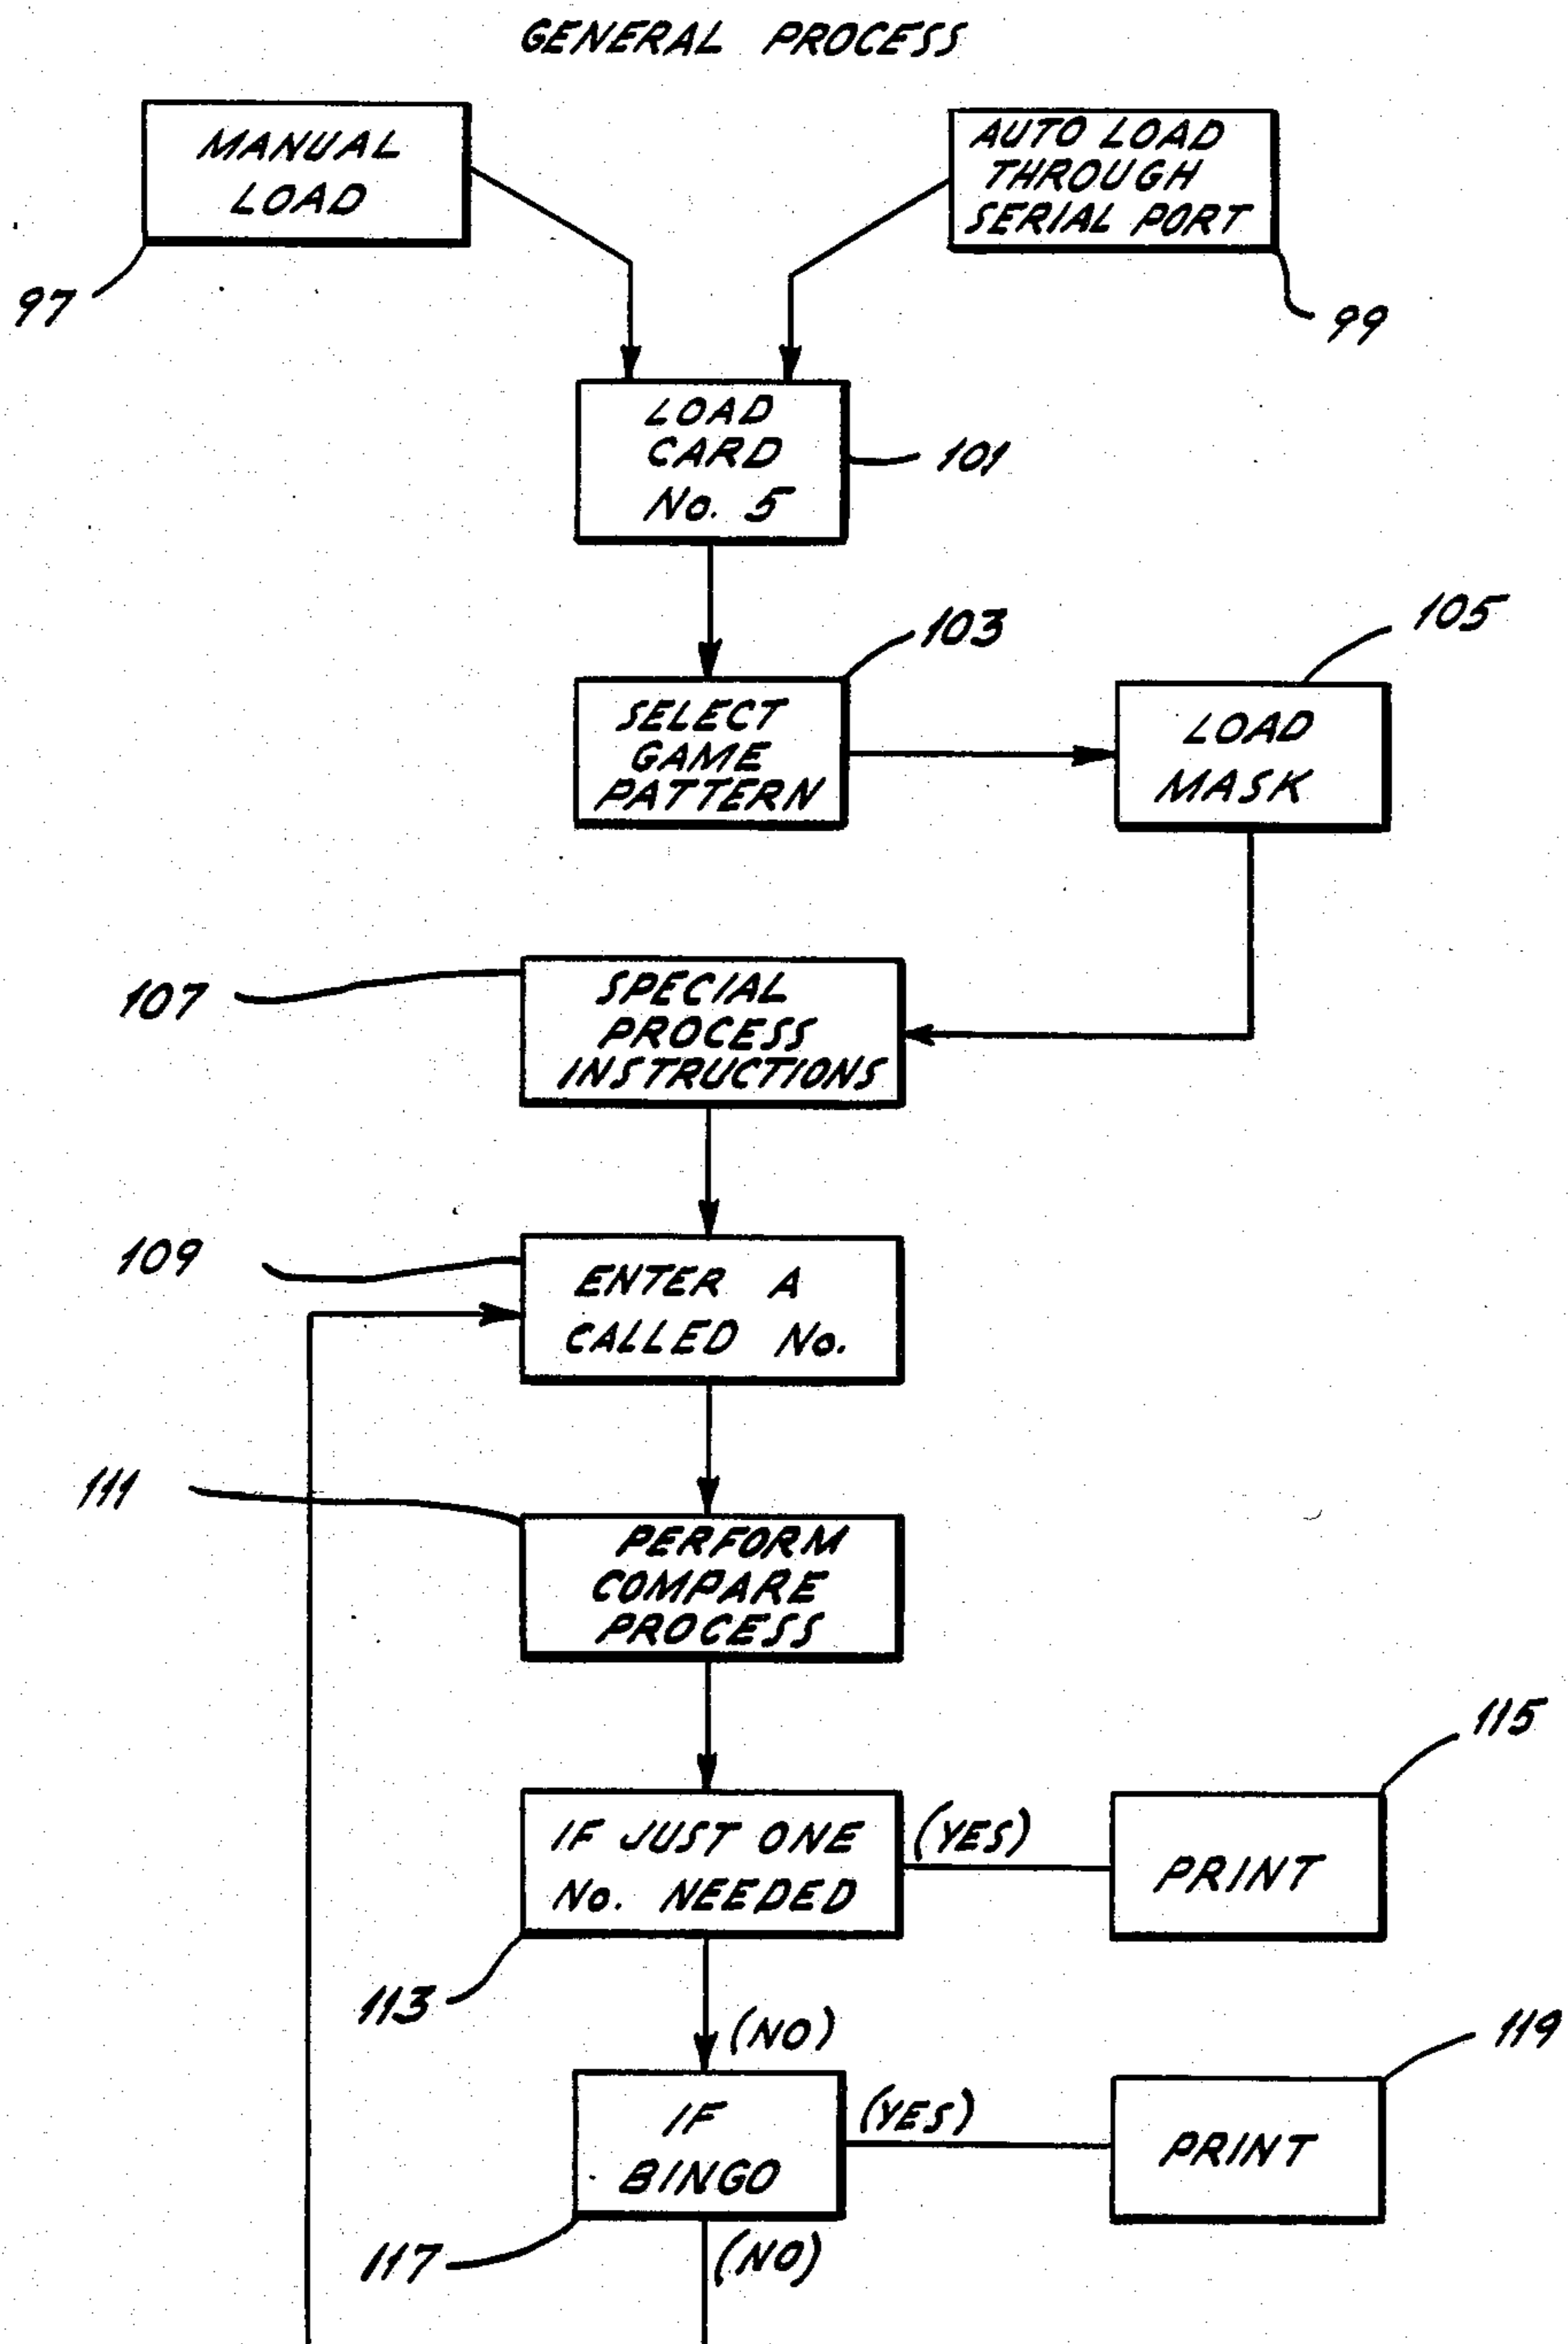 GENERAL PROCESS
MANUAL
LOAD
97
AUTO LOAD
THROUGH
SERIAL PORT
99
LOAD
CARD
No. 5
101
SELECT
GAME
PATTERN
103
LOAD
MASK
105
SPECIAL
PROCESS
INSTRUCTIONS
107
ENTER A
CALLED No.
109
PERFORM
COMPARE
PROCESS
111
IF JUST ONE
No. NEEDED
113
(YES)
PRINT
115
(NO)
IF
BINGO
117
(YES)
PRINT
119
(NO)